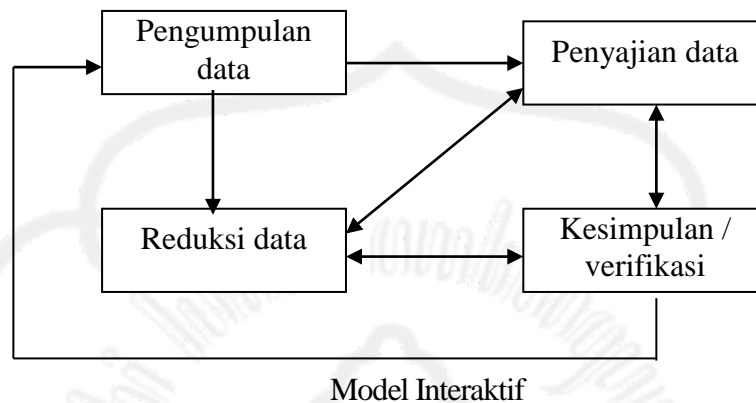 Pengumpulan
data
Penyajian data
Reduksi data
Kesimpulan /
verifikasi
Model Interaktif